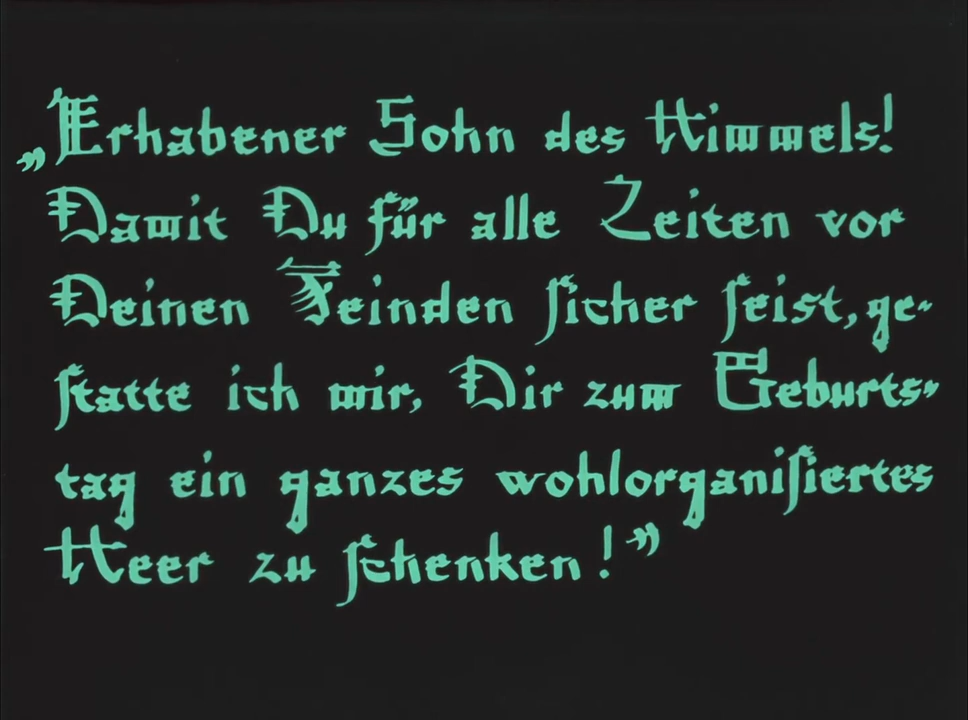 „Erhabener Sohn des Himmels!
Damit Du für alle Zeiten vor
Deinen Feinden ſicher ſeist, ge-
ſtatte ich mir, Dir zum Geburts-
tag ein ganzes wohlorganiſiertes
Heer zu ſchenken!”